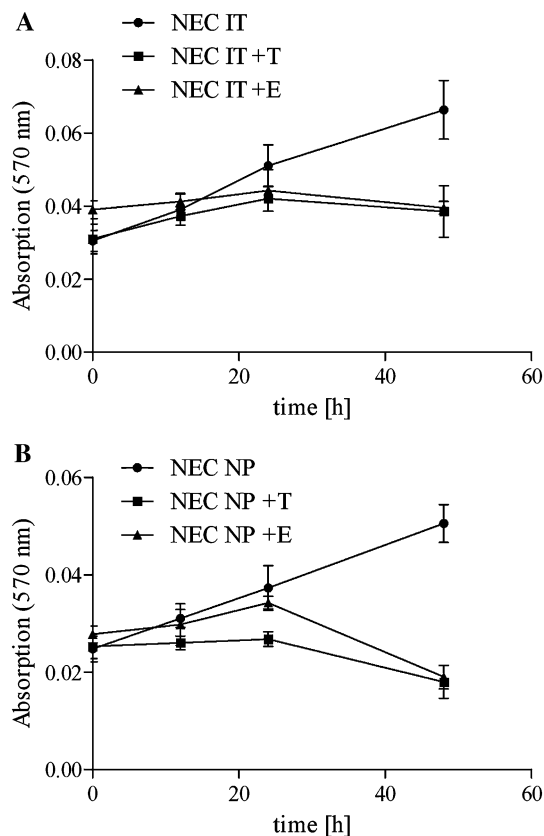 A
NEC IT
NEC IT +T
NEC IT +E
Absorption (570 nm)
0.08
0.06
0.04
0.02
0.00
0
20
40
60
time [h]
B
NEC NP
NEC NP +T
NEC NP +E
Absorption (570 nm)
0.06
0.04
0.02
0.00
0
20
40
60
time [h]